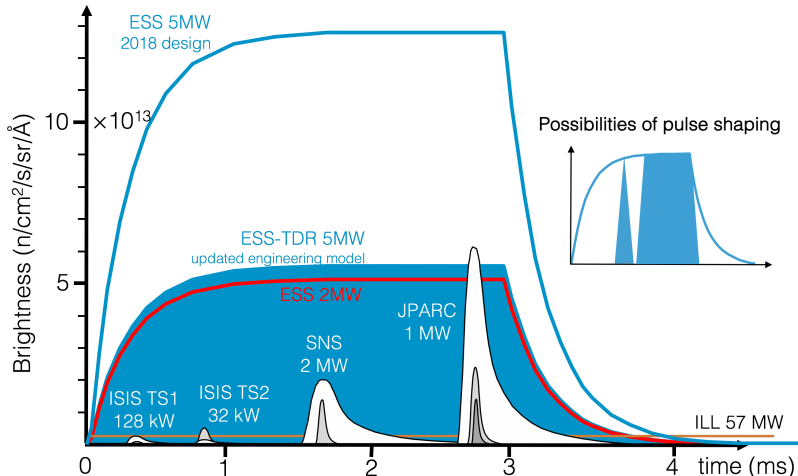 ESS 5MW
2018 design
10
×10¹³
Possibilities of pulse shaping
Brightness (n/cm²/s/sr/Å)
ESS-TDR 5MW
updated engineering model
5
ESS 2MW
JPARC
1 MW
SNS
2 MW
ISIS TS1
128 kW
ISIS TS2
32 kW
ILL 57 MW
0
1
2
3
4
time (ms)